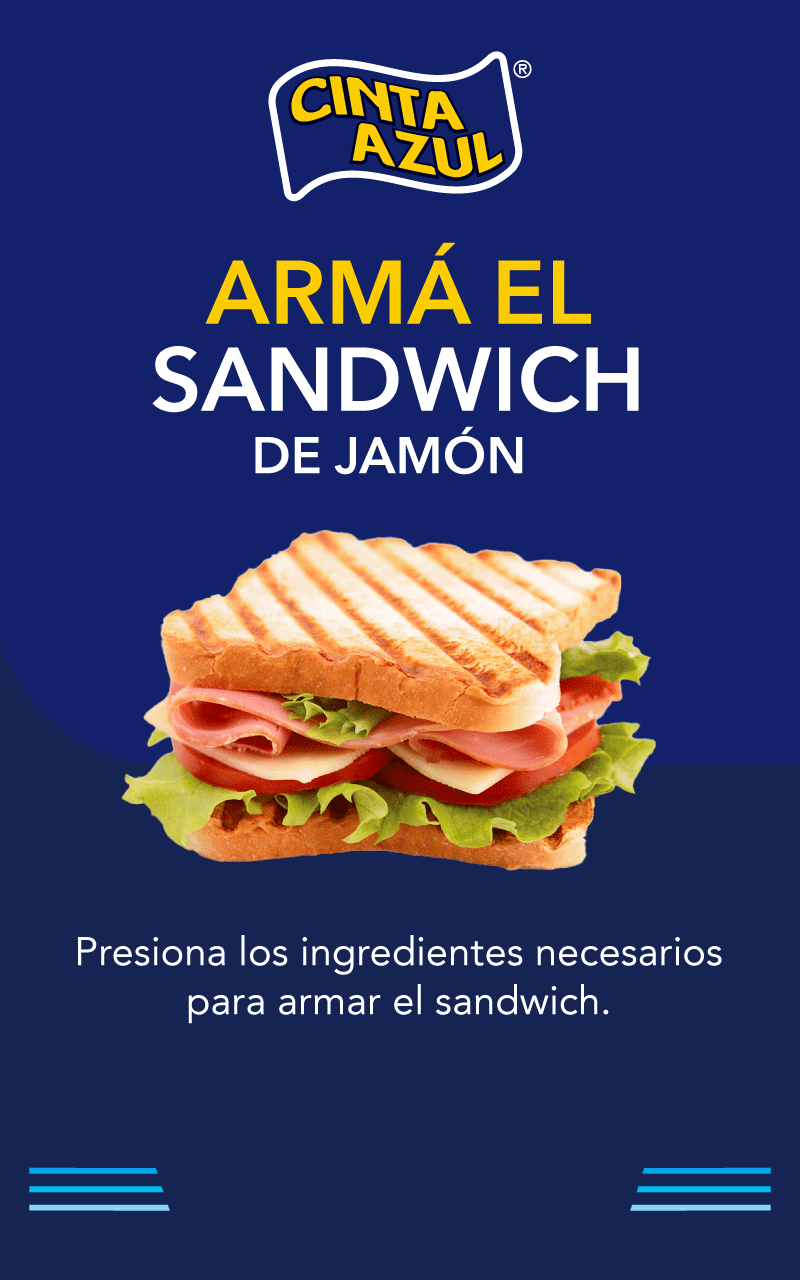 CINTA
AZUL
®
ARMÁ EL
SANDWICH
DE JAMÓN
Presiona los ingredientes necesarios
para armar el sandwich.